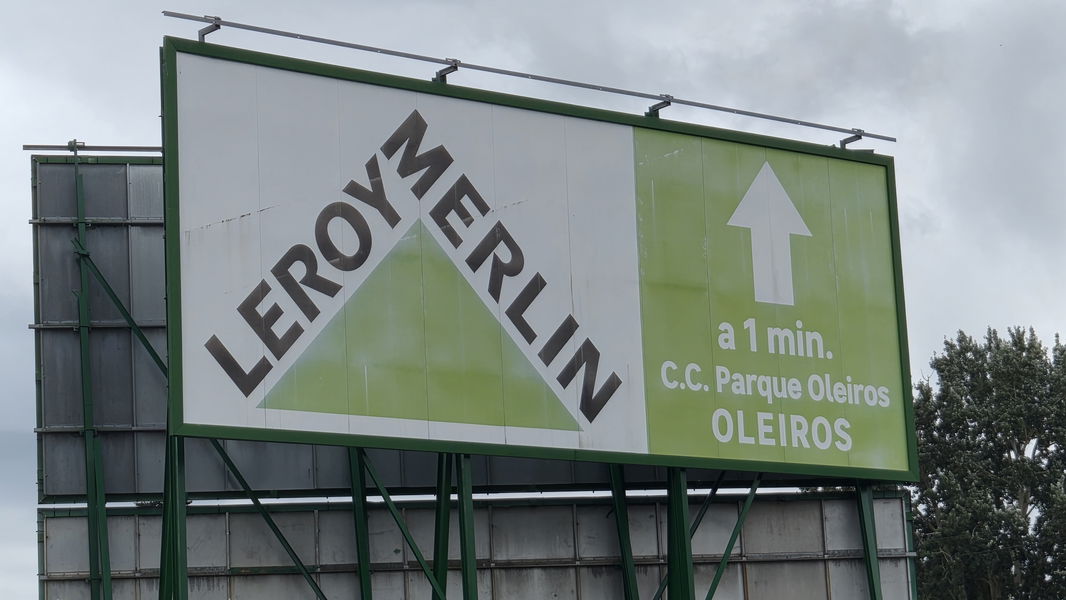 LEROY MERLIN
a 1 min.
C.C. Parque Oleiros
OLEIROS